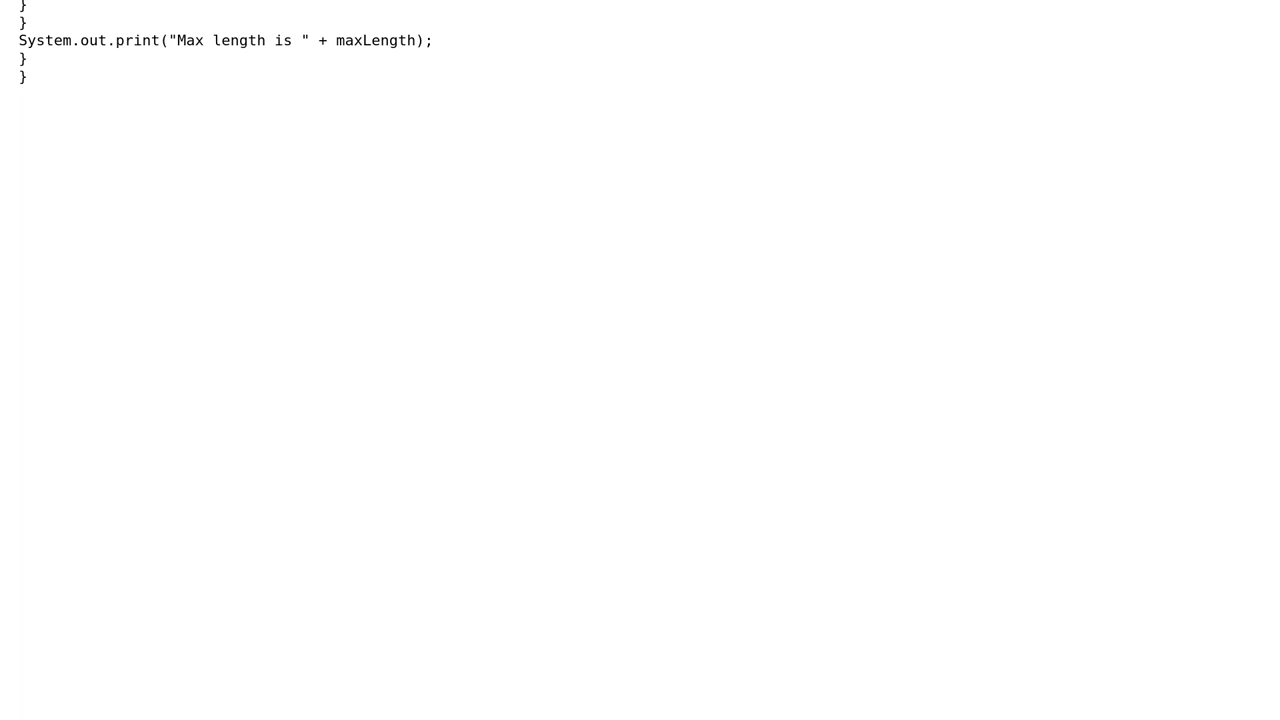 }
}
System.out.print("Max length is " + maxLength);
}
}